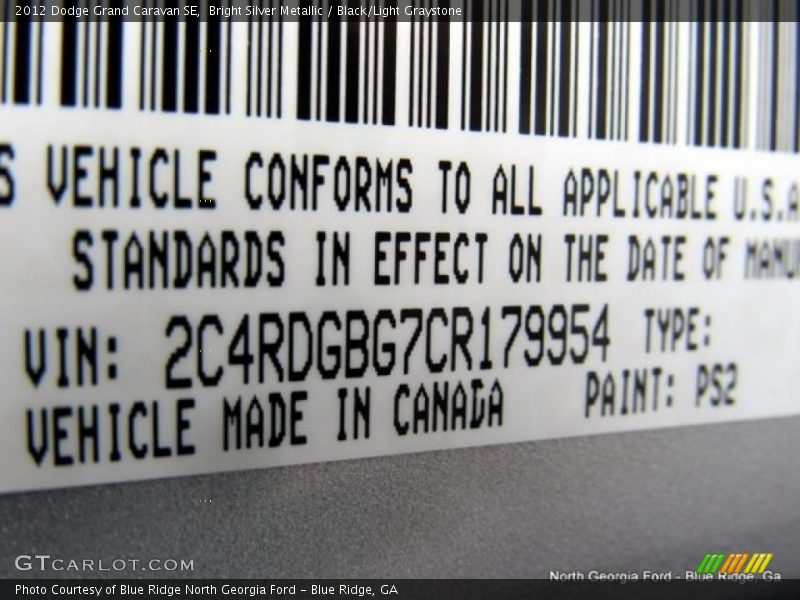 2012 Dodge Grand Caravan SE, Bright Silver Metallic / Black/Light Graystone
S VEHICLE CONFORMS TO ALL APPLICABLE U.S.A
STANDARDS IN EFFECT ON THE DATE OF MANU
VIN: 2C4RDGBG7CR179954 TYPE:
VEHICLE MADE IN CANADA PAINT: PS2
GTCARLOT.COM
North Georgia Ford - Blue Ridge, Ga
Photo Courtesy of Blue Ridge North Georgia Ford – Blue Ridge, GA